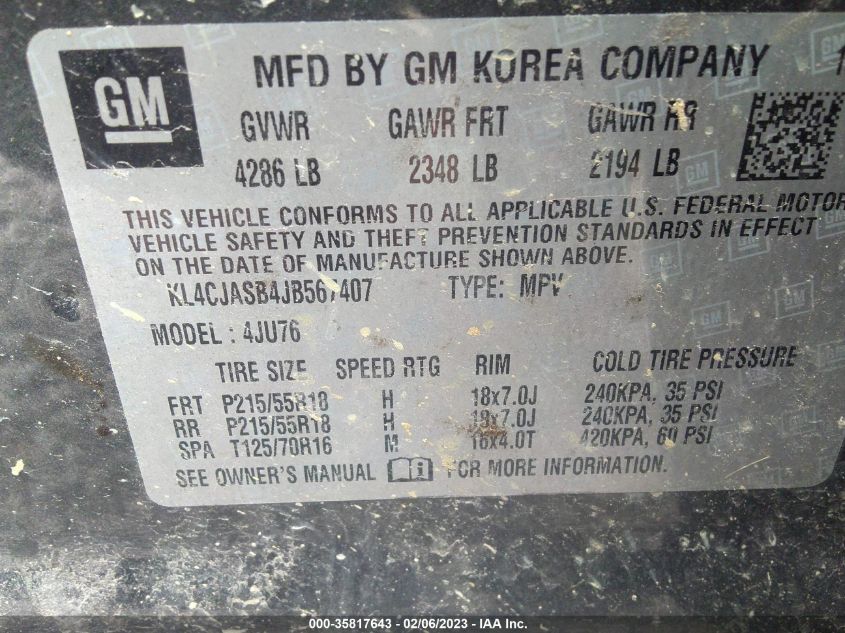 GM
MFD BY GM KOREA COMPANY 1
GVWR GAWR FRT GAWR RR
4286 LB 2348 LB 2194 LB
THIS VEHICLE CONFORMS TO ALL APPLICABLE U.S. FEDERAL MOTOR
VEHICLE SAFETY AND THEFT PREVENTION STANDARDS IN EFFECT
ON THE DATE OF MANUFACTURE SHOWN ABOVE.
KL4CJASB4JB567407 TYPE: MPV
MODEL: 4JU76
TIRE SIZE SPEED RTG RIM COLD TIRE PRESSURE
FRT P215/55R18 H 18x7.0J 240KPA, 35 PSI
RR P215/55R18 H 18x7.0J 240KPA, 35 PSI
SPA T125/70R16 M 16x4.0T 420KPA, 60 PSI
SEE OWNER'S MANUAL FOR MORE INFORMATION.
000-35817643 - 02/06/2023 - IAA Inc.